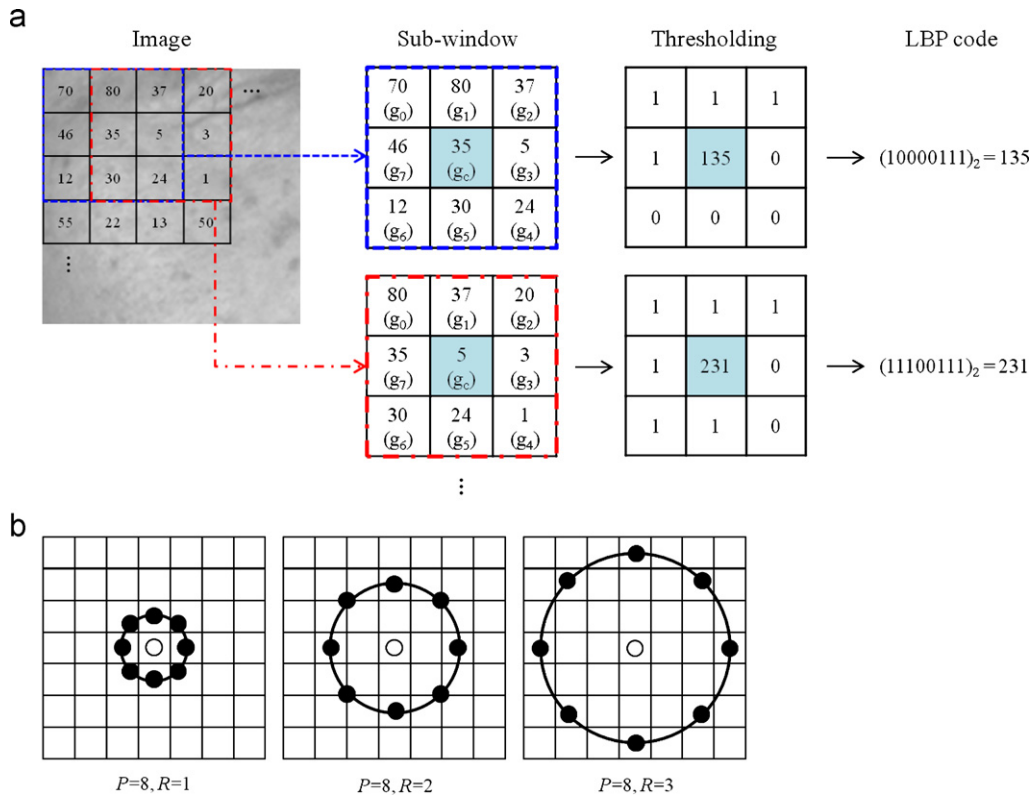 a
Image Sub-window Thresholding LBP code
70 80 37 20 ...
46 35 5 3
12 30 24 1
55 22 13 50
⋮
70 80 37
(g₀) (g₁) (g₂)
46 35 5
(g₇) (g꜀) (g₃)
12 30 24
(g₆) (g₅) (g₄)
1 1 1
1 135 0
0 0 0
(10000111)₂=135
80 37 20
(g₀) (g₁) (g₂)
35 5 3
(g₇) (g꜀) (g₃)
30 24 1
(g₆) (g₅) (g₄)
⋮
1 1 1
1 231 0
1 1 0
(11100111)₂=231
b
P=8, R=1 P=8, R=2 P=8, R=3